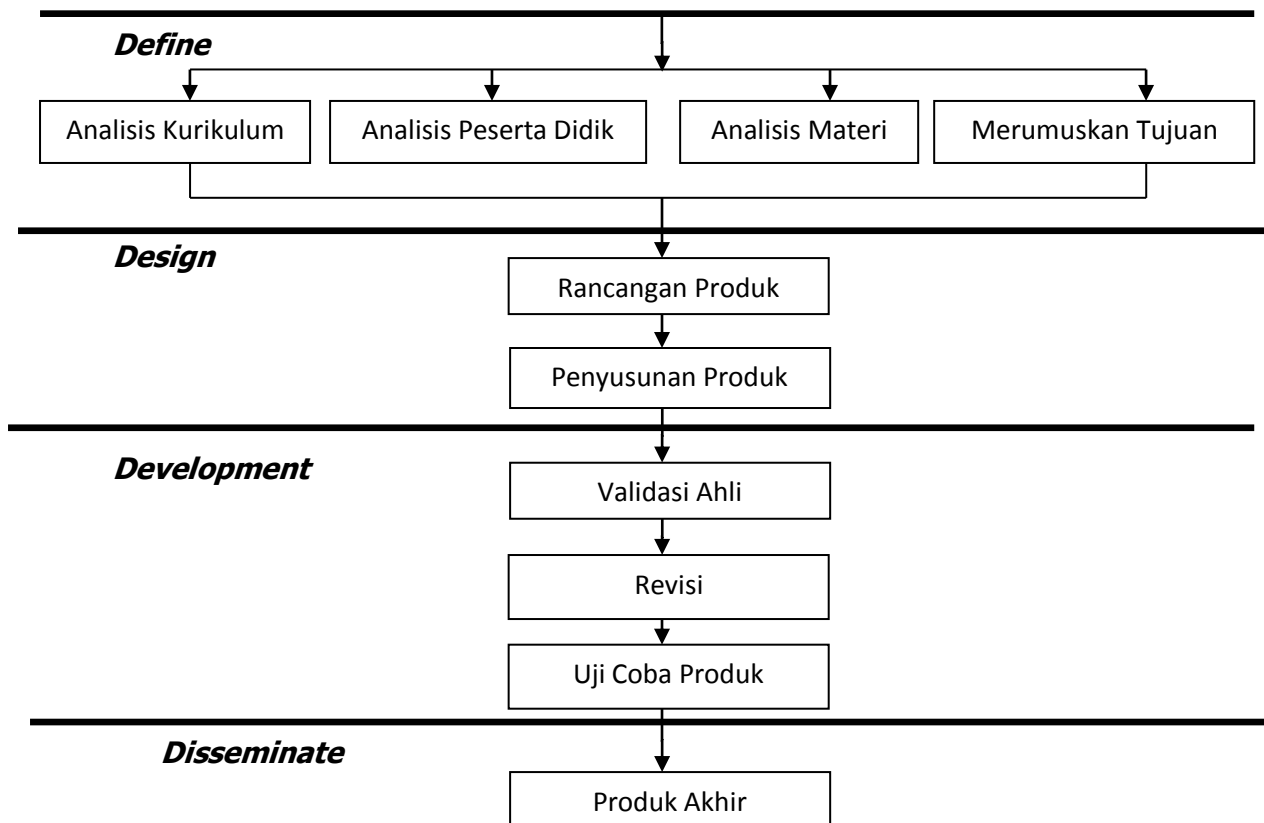 Define
Analisis Kurikulum
Analisis Peserta Didik
Analisis Materi
Merumuskan Tujuan
Design
Rancangan Produk
Penyusunan Produk
Development
Validasi Ahli
Revisi
Uji Coba Produk
Disseminate
Produk Akhir